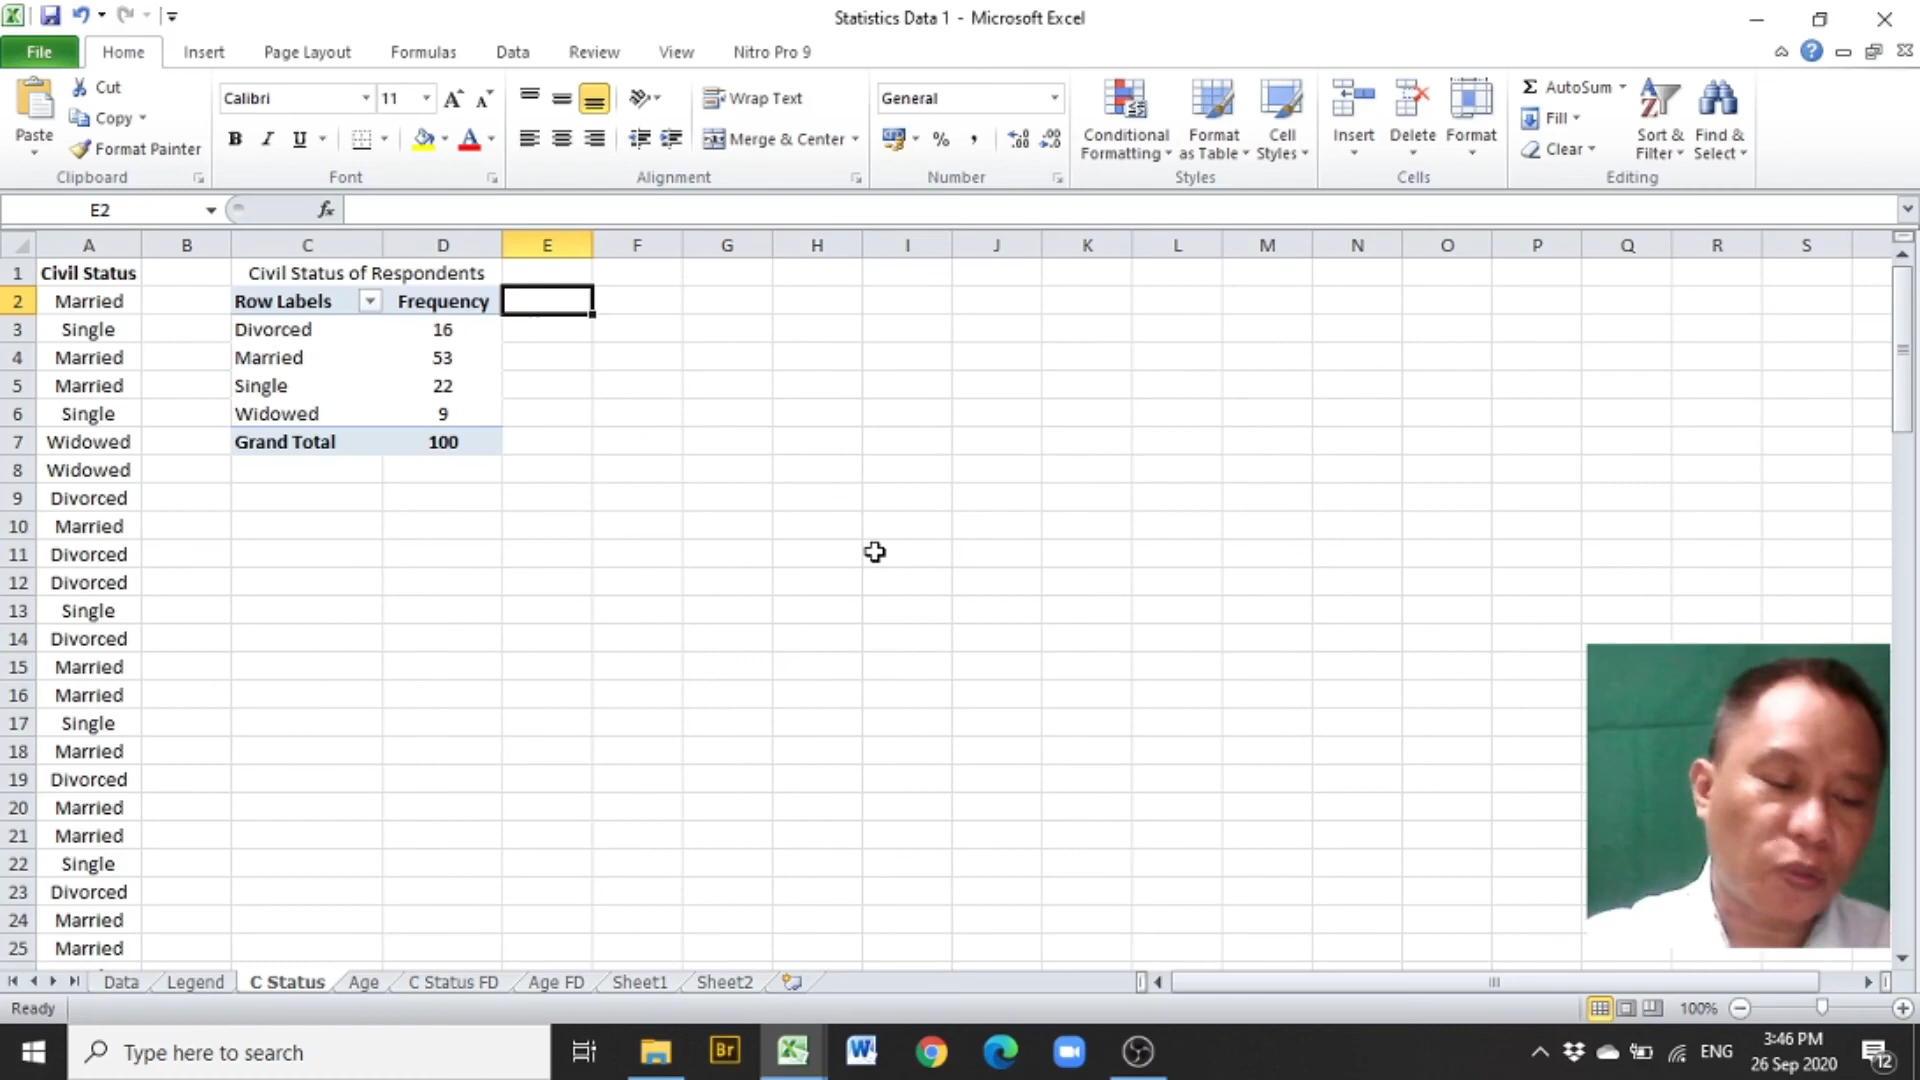 Statistics Data 1 - Microsoft Excel
File Home Insert Page Layout Formulas Data Review View Nitro Pro 9
Paste Cut Copy Format Painter Clipboard
Calibri 11 B I U Font
Wrap Text Merge & Center Alignment
General % , Number
Conditional Formatting Format as Table Cell Styles Styles
Insert Delete Format Cells
Σ AutoSum Fill Clear Sort & Filter Find & Select Editing
E2 fx
A B C D E F G H I J K L M N O P Q R S
1 Civil Status Civil Status of Respondents
2 Married Row Labels Frequency
3 Single Divorced 16
4 Married Married 53
5 Married Single 22
6 Single Widowed 9
7 Widowed Grand Total 100
8 Widowed
9 Divorced
10 Married
11 Divorced
12 Divorced
13 Single
14 Divorced
15 Married
16 Married
17 Single
18 Married
19 Divorced
20 Married
21 Married
22 Single
23 Divorced
24 Married
25 Married
Data Legend C Status Age C Status FD Age FD Sheet1 Sheet2
Ready 100%
Type here to search Br W ENG 3:46 PM
26 Sep 2020 12